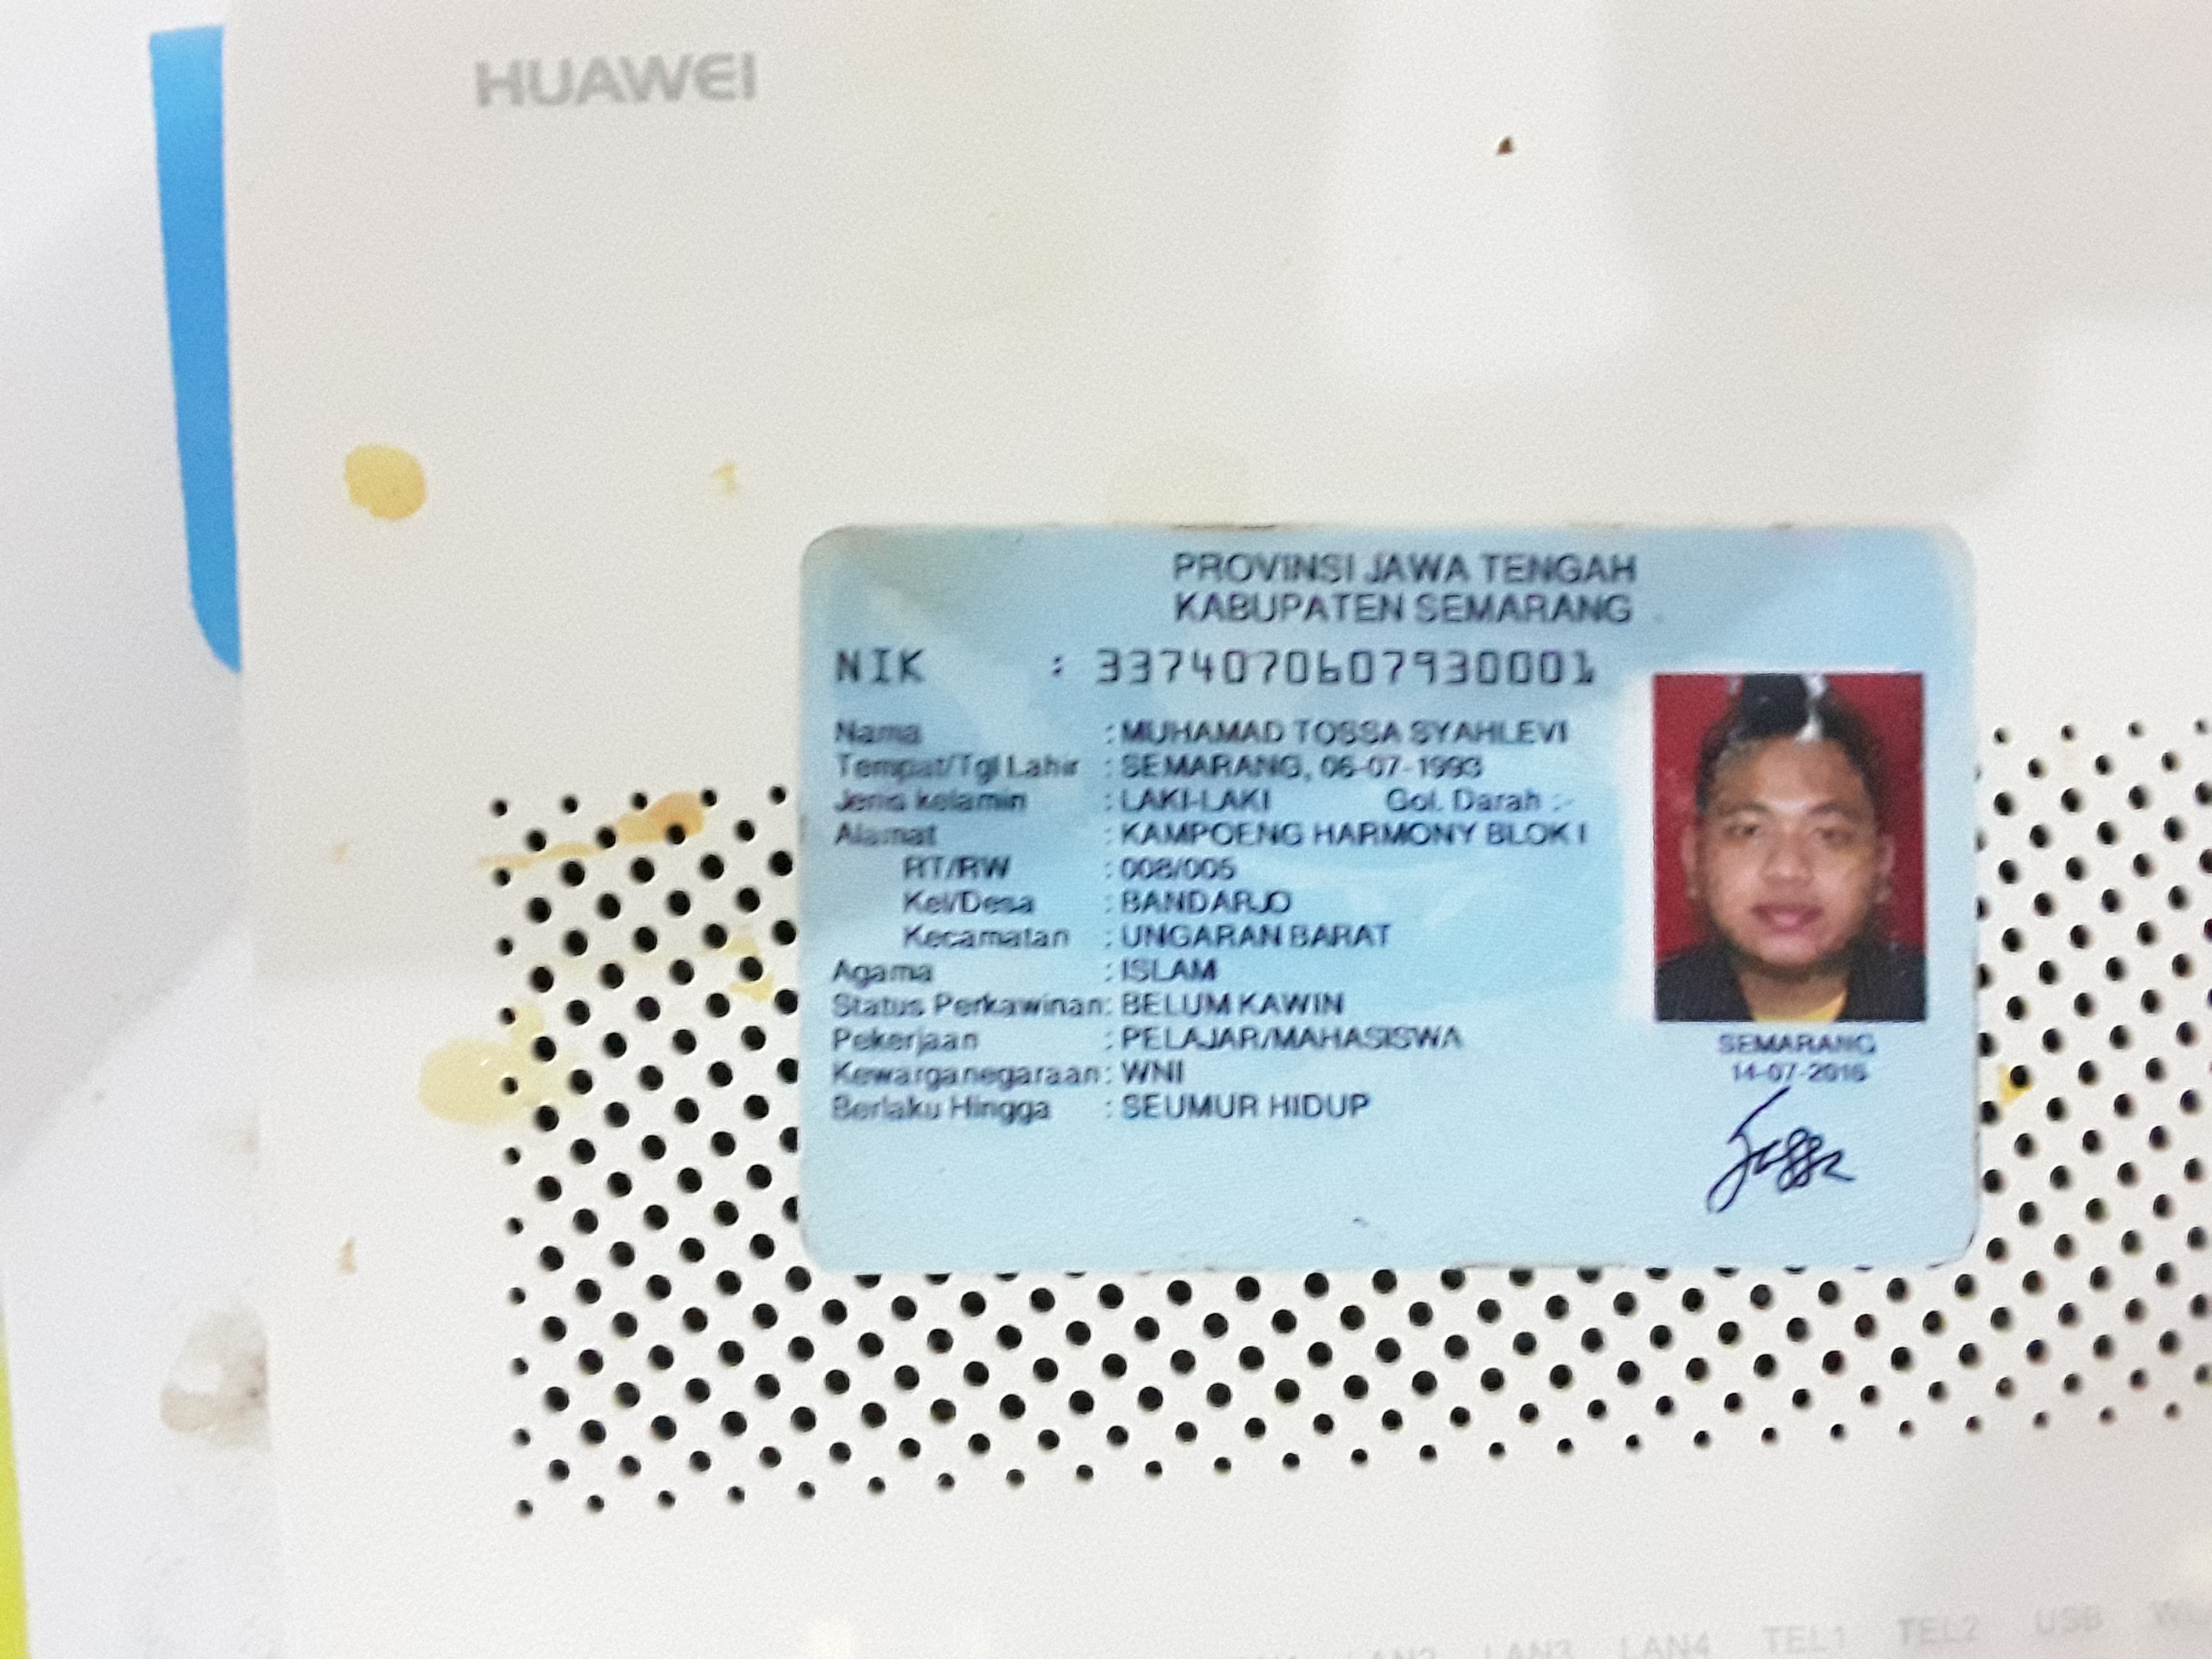 HUAWEI
PROVINSI JAWA TENGAH
KABUPATEN SEMARANG
NIK : 3374070607930001
Nama : MUHAMAD TOSSA SYAHLEVI
Tempat/Tgl Lahir : SEMARANG, 06-07-1993
Jenis kelamin : LAKI-LAKI Gol. Darah :-
Alamat : KAMPOENG HARMONY BLOK I
RT/RW : 008/005
Kel/Desa : BANDARJO
Kecamatan : UNGARAN BARAT
Agama : ISLAM
Status Perkawinan: BELUM KAWIN
Pekerjaan : PELAJAR/MAHASISWA
Kewarganegaraan: WNI
Berlaku Hingga : SEUMUR HIDUP
SEMARANG
14-07-2016
LAN2 LAN3 LAN4 TEL1 TEL2 USB